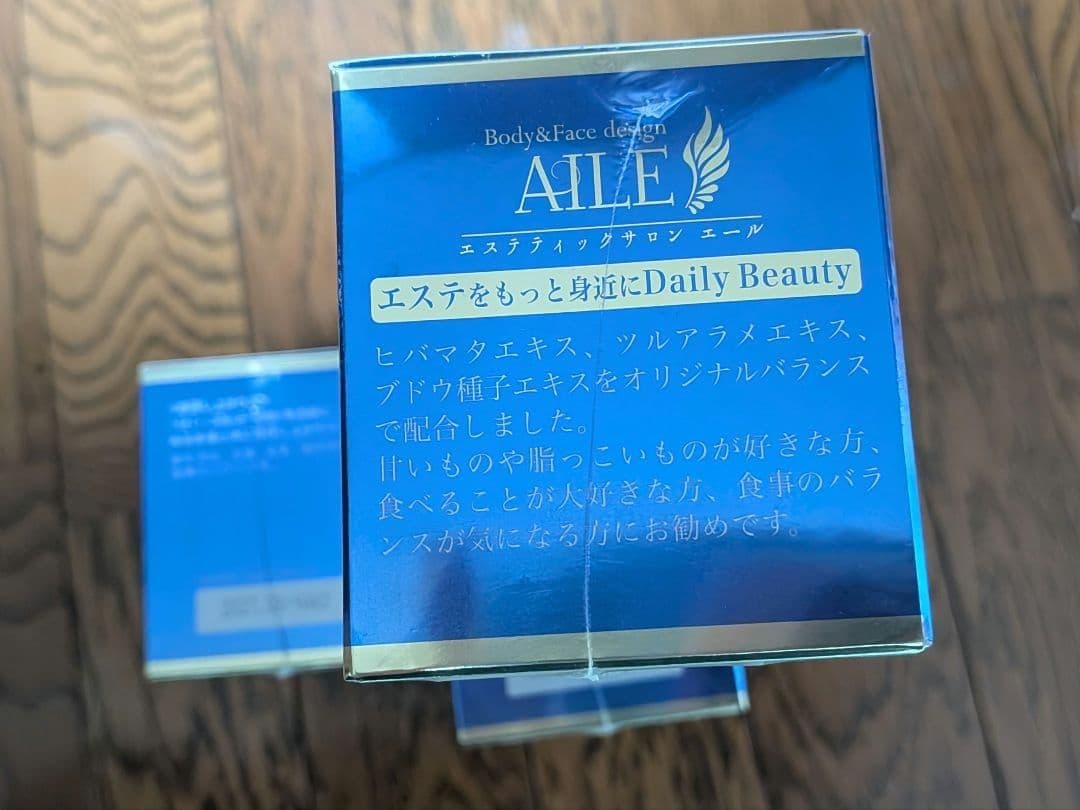 Body&Face design
AILE
エステティックサロン エール
エステをもっと身近にDaily Beauty
ヒバマタエキス、ツルアラメエキス、
ブドウ種子エキスをオリジナルバランス
で配合しました。
甘いものや脂っこいものが好きな方、
食べることが大好きな方、食事のバラ
ンスが気になる方にお勧めです。